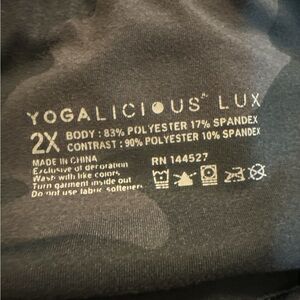 YOGALICIOUS™ LUX
2X BODY : 83% POLYESTER 17% SPANDEX
CONTRAST : 90% POLYESTER 10% SPANDEX
MADE IN CHINA
RN 144527
Exclusive of decoration
Wash with like colors
Turn garment inside out
Do not use fabric softener